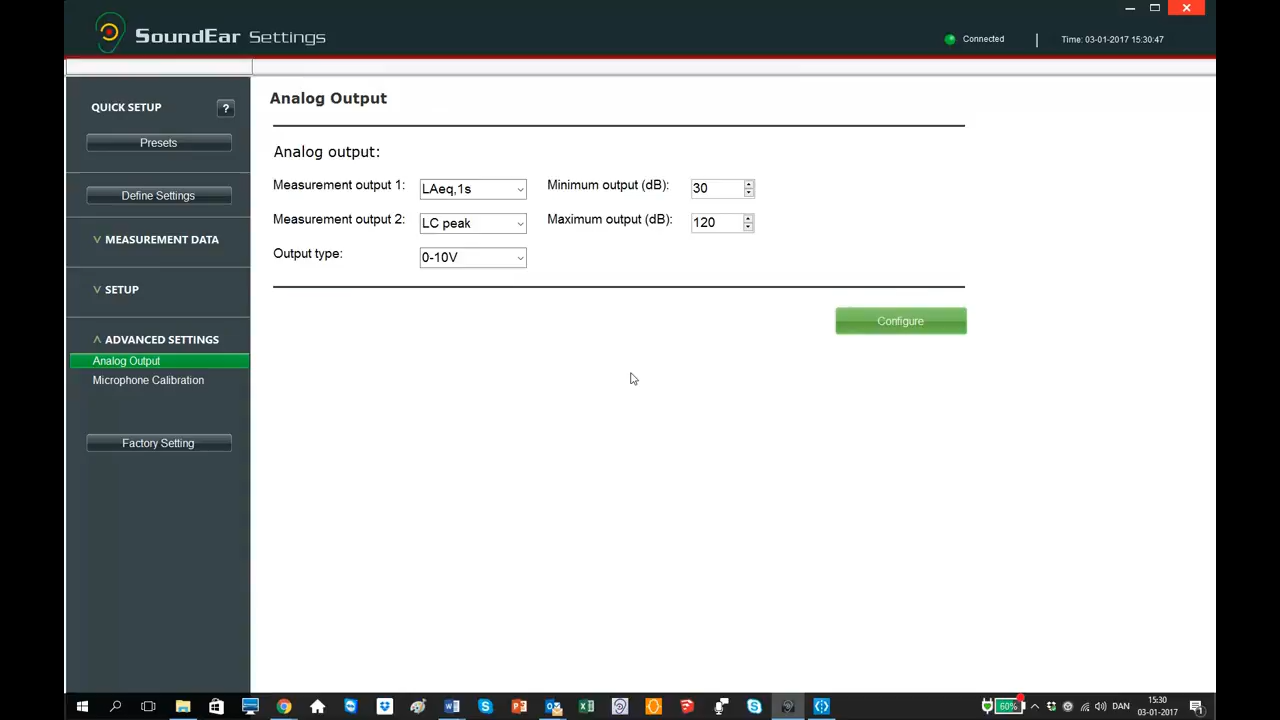 SoundEar Settings
Connected
Time: 03-01-2017 15:30:47
QUICK SETUP
?
Presets
Define Settings
MEASUREMENT DATA
SETUP
ADVANCED SETTINGS
Analog Output
Microphone Calibration
Factory Setting
Analog Output
Analog output:
Measurement output 1: LAeq,1s Minimum output (dB): 30
Measurement output 2: LC peak Maximum output (dB): 120
Output type: 0-10V
Configure
60%
DAN
15:30
03-01-2017